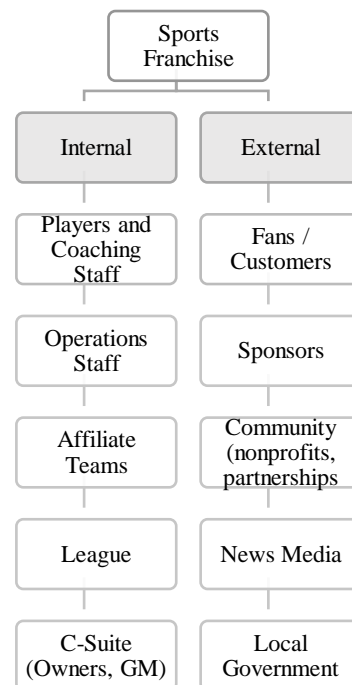 Sports
Franchise
Internal
External
Players and
Coaching
Staff
Fans /
Customers
Operations
Staff
Sponsors
Affiliate
Teams
Community
(nonprofits,
partnerships
League
News Media
C-Suite
(Owners, GM)
Local
Government